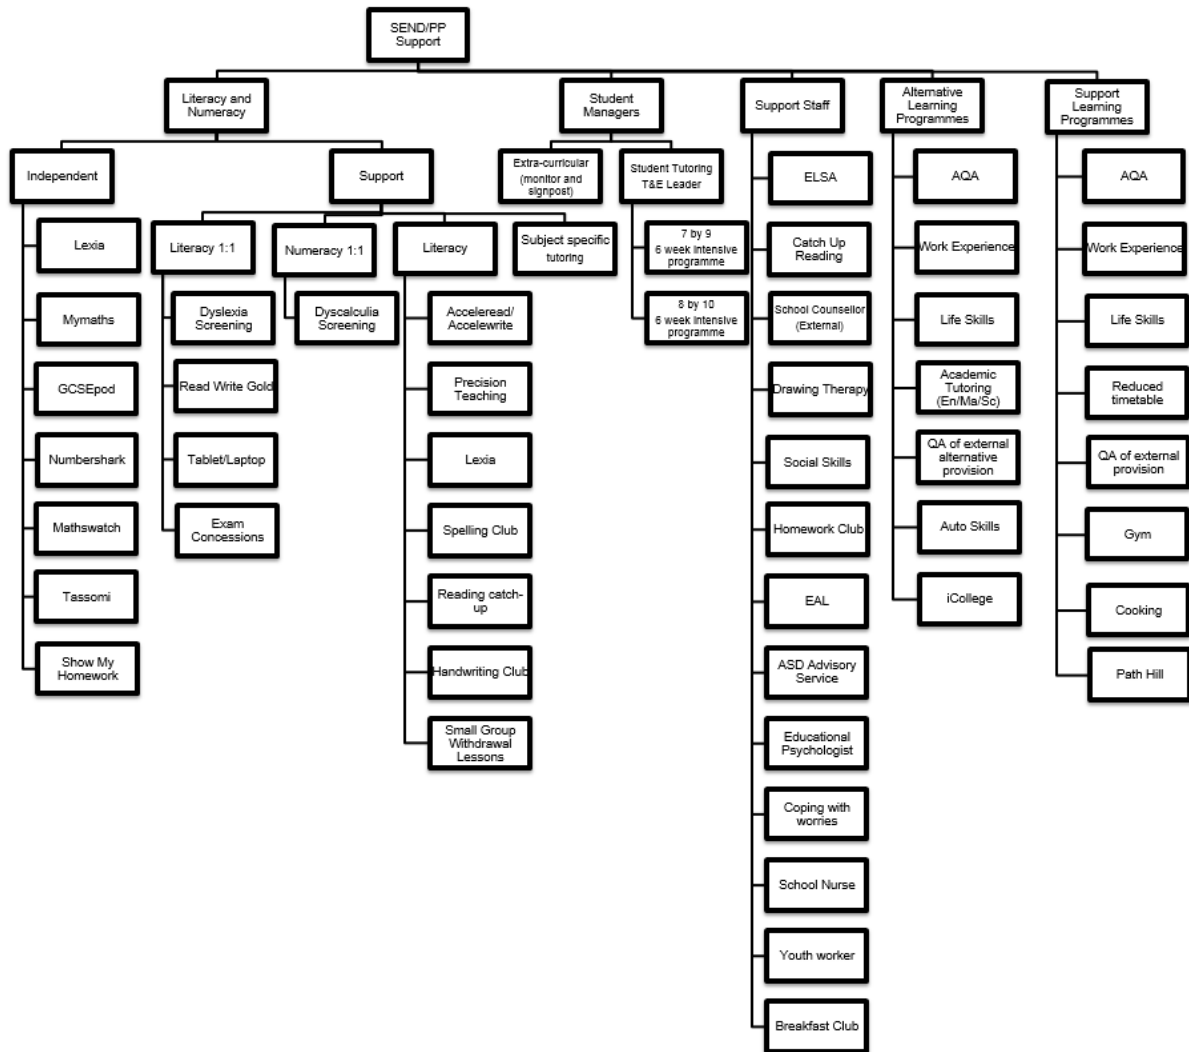 SEND/PP
Support
Literacy and
Numeracy
Student
Managers
Support Staff
Alternative
Learning
Programmes
Support
Learning
Programmes
Independent
Support
Extra-curricular
(monitor and
signpost)
Student Tutoring
T&E Leader
Lexia
Mymaths
GCSEpod
Numbershark
Mathswatch
Tassomi
Show My
Homework
Literacy 1:1
Dyslexia
Screening
Read Write Gold
Tablet/Laptop
Exam
Concessions
Numeracy 1:1
Dyscalculia
Screening
Literacy
Acceleread/
Accelewrite
Precision
Teaching
Lexia
Spelling Club
Reading catch-
up
Handwriting Club
Small Group
Withdrawal
Lessons
Subject specific
tutoring
7 by 9
6 week intensive
programme
8 by 10
6 week intensive
programme
ELSA
Catch Up
Reading
School Counsellor
(External)
Drawing Therapy
Social Skills
Homework Club
EAL
ASD Advisory
Service
Educational
Psychologist
Coping with
worries
School Nurse
Youth worker
Breakfast Club
AQA
Work Experience
Life Skills
Academic
Tutoring
(En/Ma/Sc)
QA of external
alternative
provision
Auto Skills
iCollege
AQA
Work Experience
Life Skills
Reduced
timetable
QA of external
provision
Gym
Cooking
Path Hill